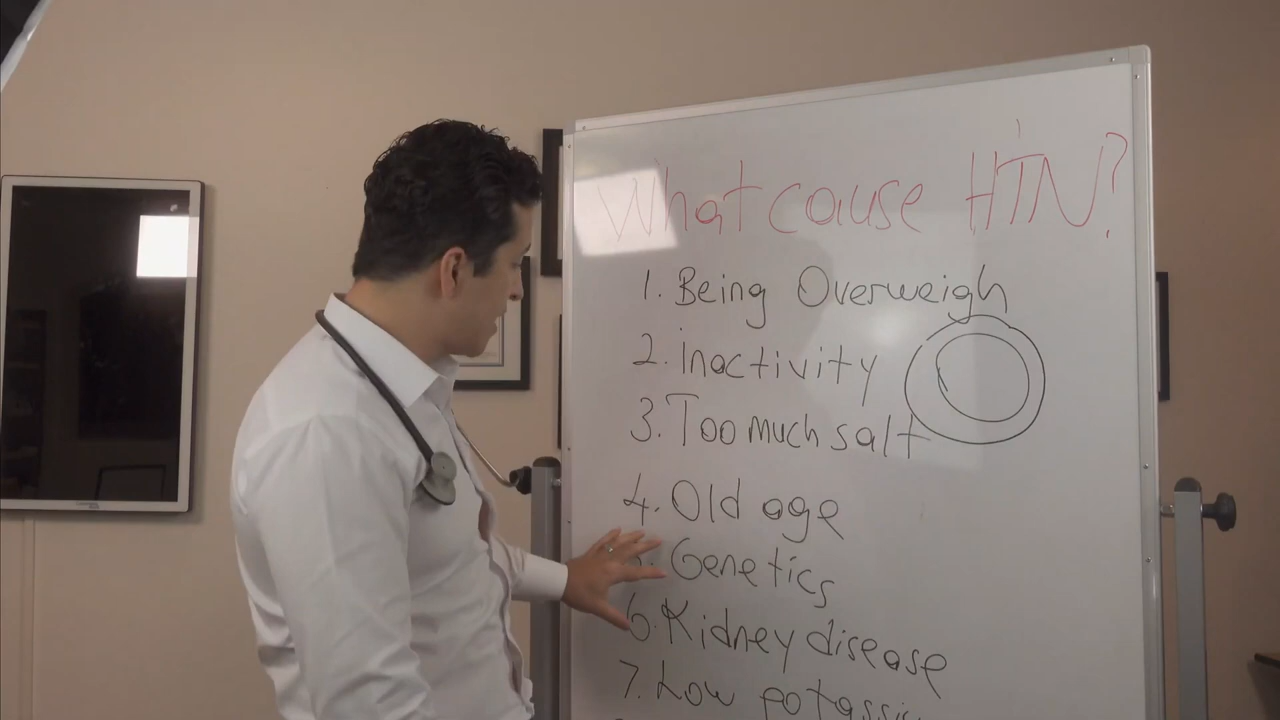 What cause HTN?
1. Being Overweigh
2. inactivity
3. Too much salt
4. Old age
5. Genetics
6. Kidney disease
7. Low potassiu